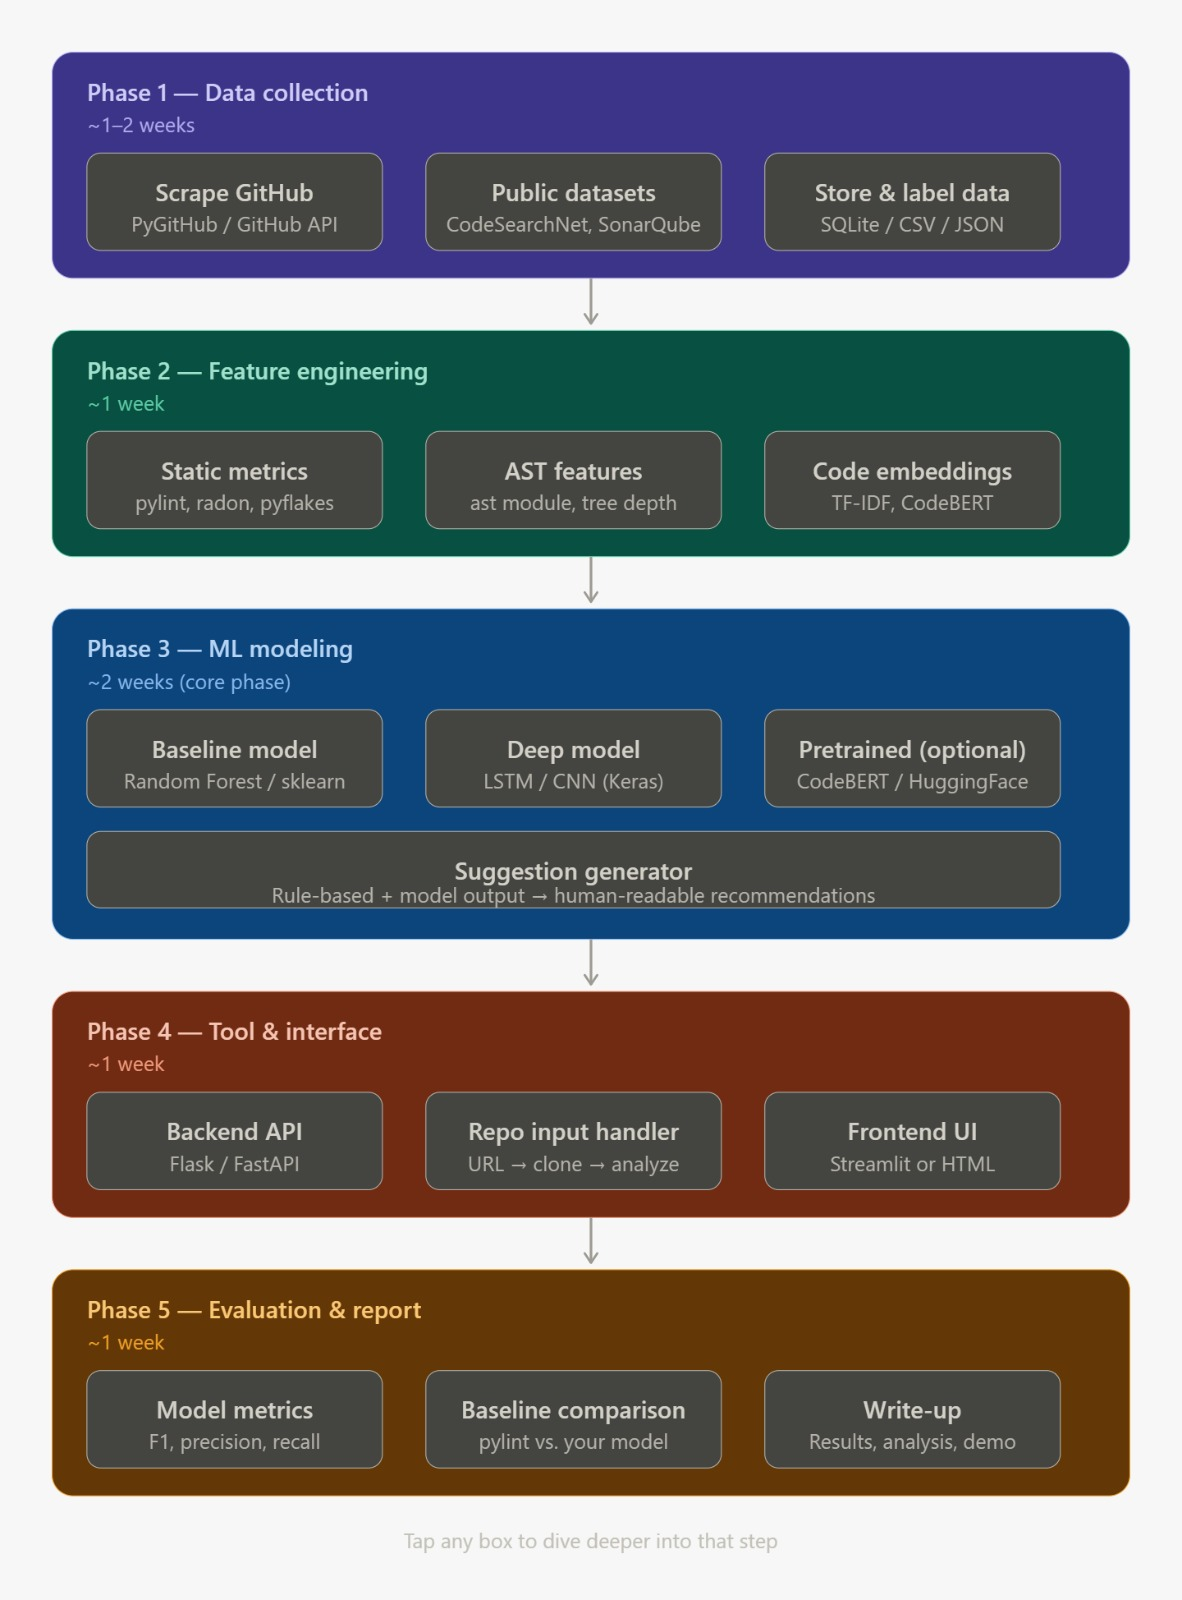 Phase 1 — Data collection
~1–2 weeks
Scrape GitHub
PyGitHub / GitHub API
Public datasets
CodeSearchNet, SonarQube
Store & label data
SQLite / CSV / JSON
Phase 2 — Feature engineering
~1 week
Static metrics
pylint, radon, pyflakes
AST features
ast module, tree depth
Code embeddings
TF-IDF, CodeBERT
Phase 3 — ML modeling
~2 weeks (core phase)
Baseline model
Random Forest / sklearn
Deep model
LSTM / CNN (Keras)
Pretrained (optional)
CodeBERT / HuggingFace
Suggestion generator
Rule-based + model output → human-readable recommendations
Phase 4 — Tool & interface
~1 week
Backend API
Flask / FastAPI
Repo input handler
URL → clone → analyze
Frontend UI
Streamlit or HTML
Phase 5 — Evaluation & report
~1 week
Model metrics
F1, precision, recall
Baseline comparison
pylint vs. your model
Write-up
Results, analysis, demo
Tap any box to dive deeper into that step